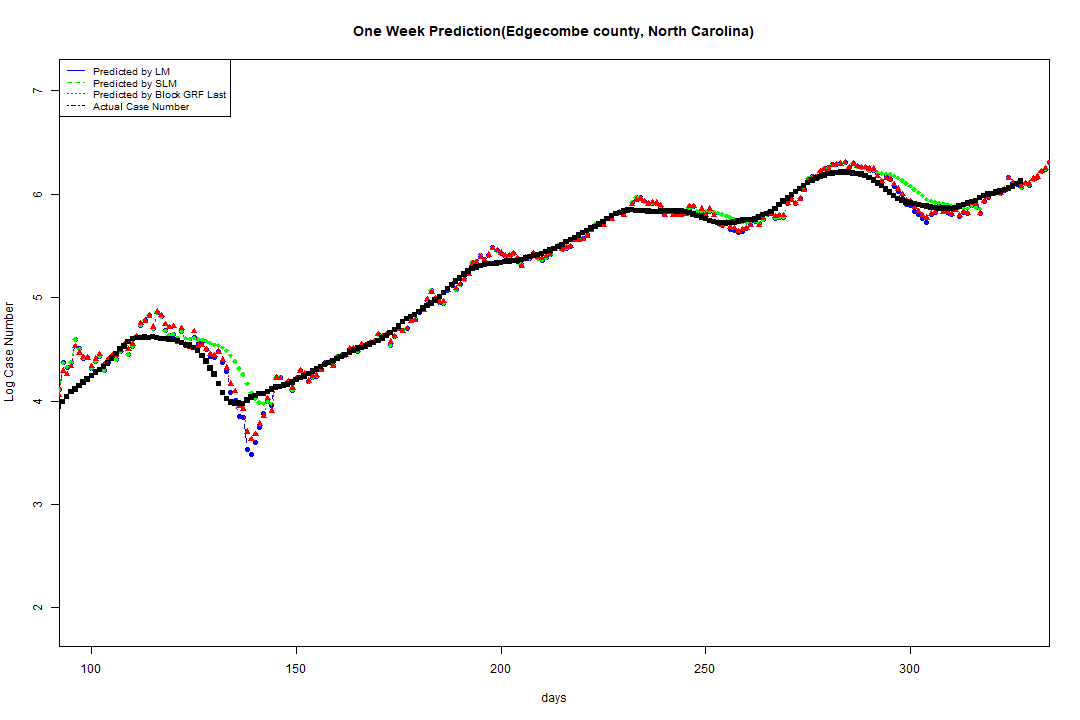 One Week Prediction(Edgecombe county, North Carolina)
Predicted by LM
Predicted by SLM
Predicted by Block GRF Last
Actual Case Number
7
6
5
4
3
2
Log Case Number
100 150 200 250 300
days